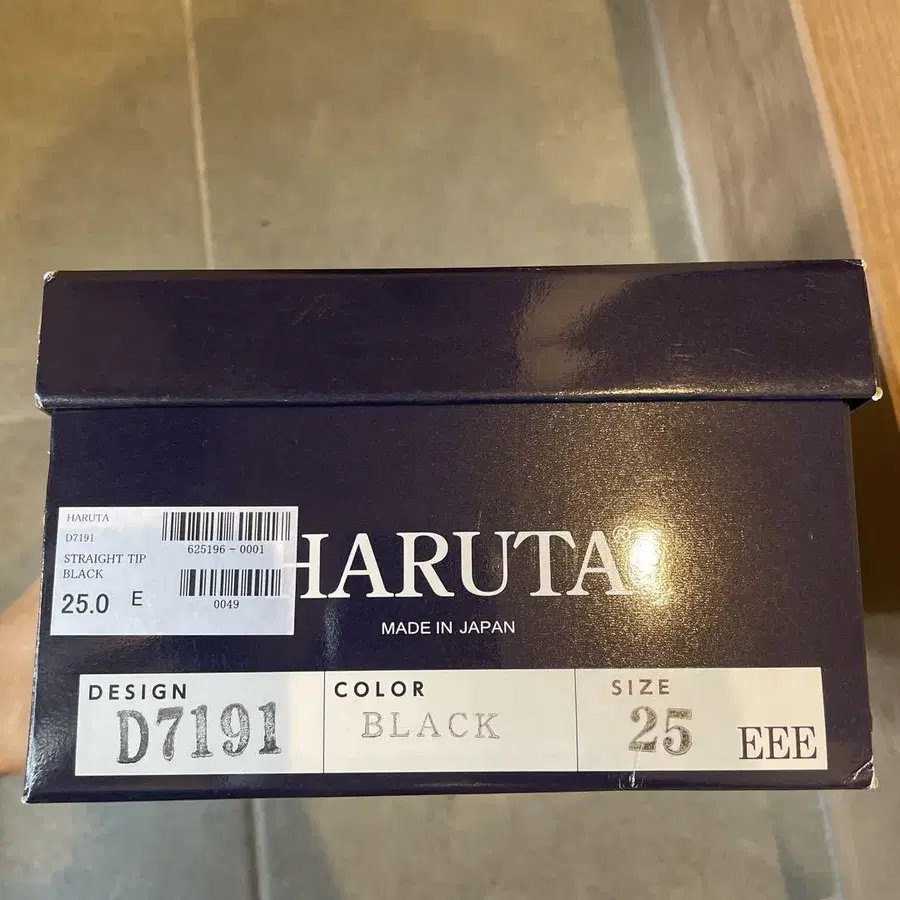 HARUTA
D7191
STRAIGHT TIP
BLACK
25.0 E
625196-0001
0049
HARUTA
MADE IN JAPAN
DESIGN
D7191
COLOR
BLACK
SIZE
25 EEE